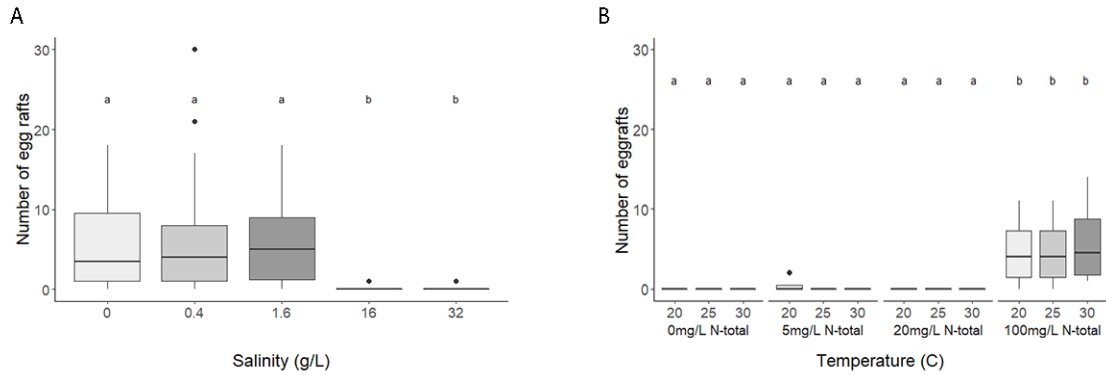 A
Number of egg rafts
30
20
10
0
a a a b b
0 0.4 1.6 16 32
Salinity (g/L)
B
Number of eggrafts
30
20
10
0
a a a a a a a a a b b b
20 25 30 20 25 30 20 25 30 20 25 30
0mg/L N-total 5mg/L N-total 20mg/L N-total 100mg/L N-total
Temperature (C)